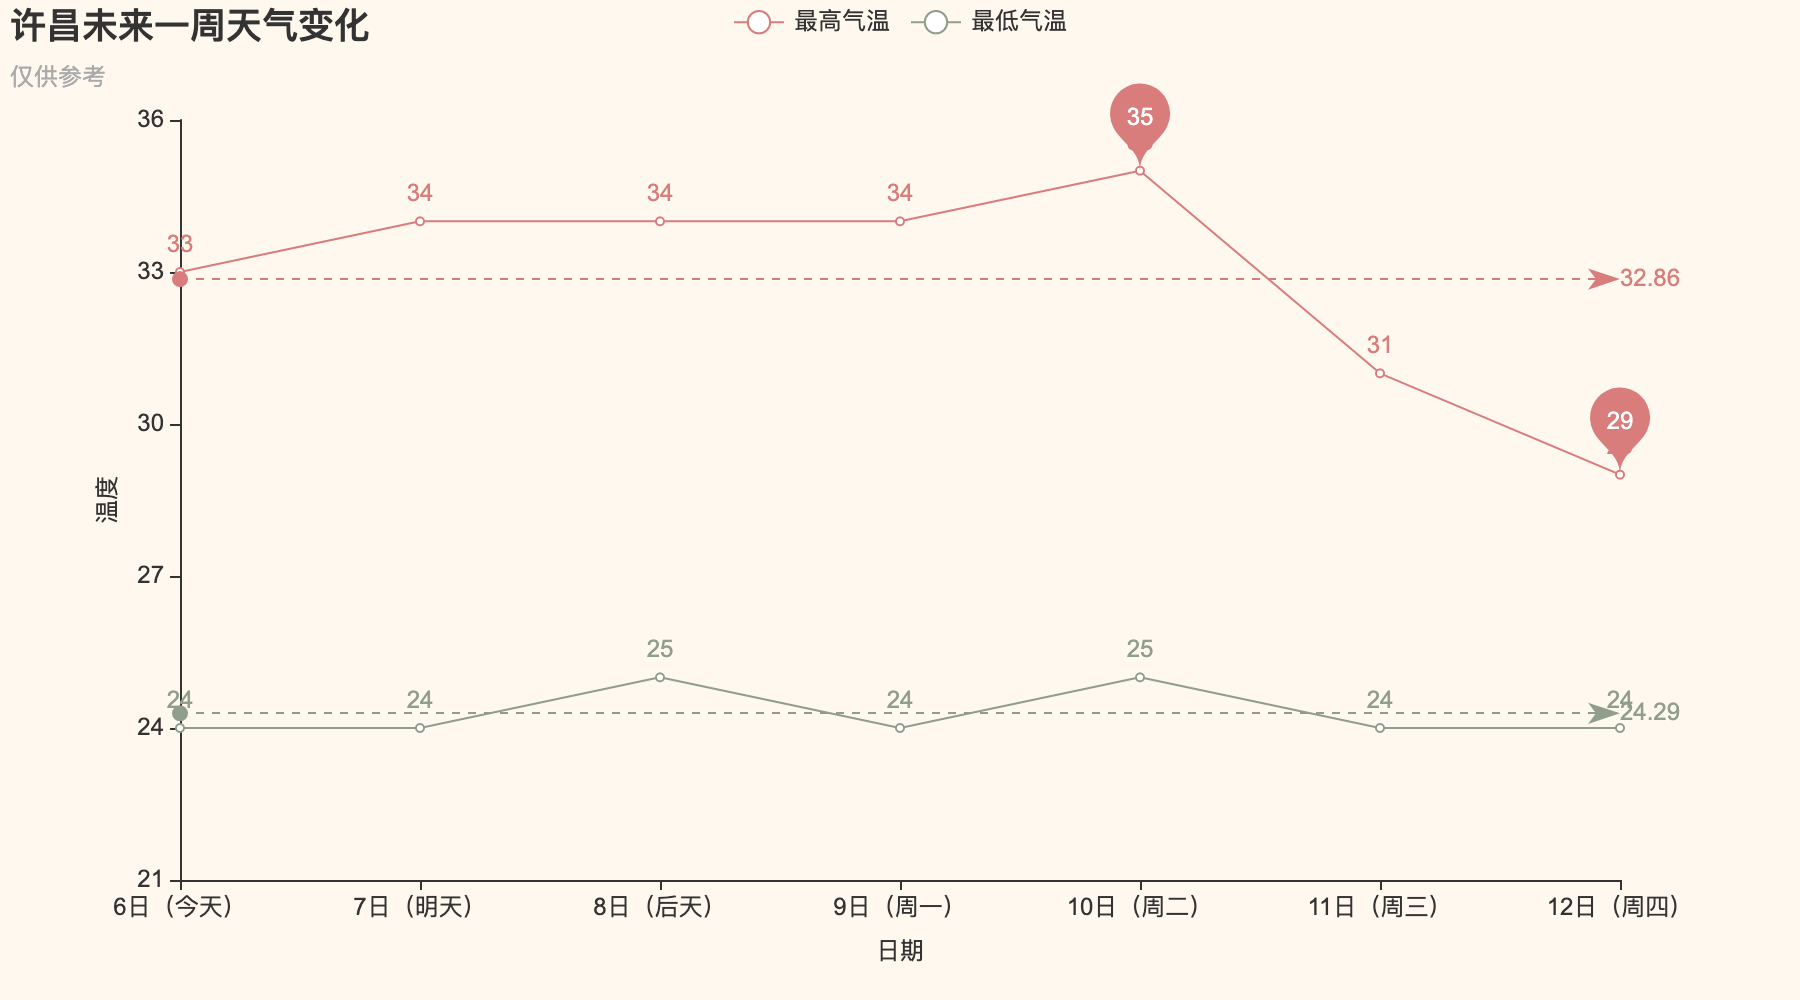 许昌未来一周天气变化
仅供参考
最高气温
最低气温
36
33
30
27
24
21
温度
33
34
34
34
35
31
29
32.86
24
24
25
24
25
24
24
24.29
6日（今天）
7日（明天）
8日（后天）
9日（周一）
10日（周二）
11日（周三）
12日（周四）
日期